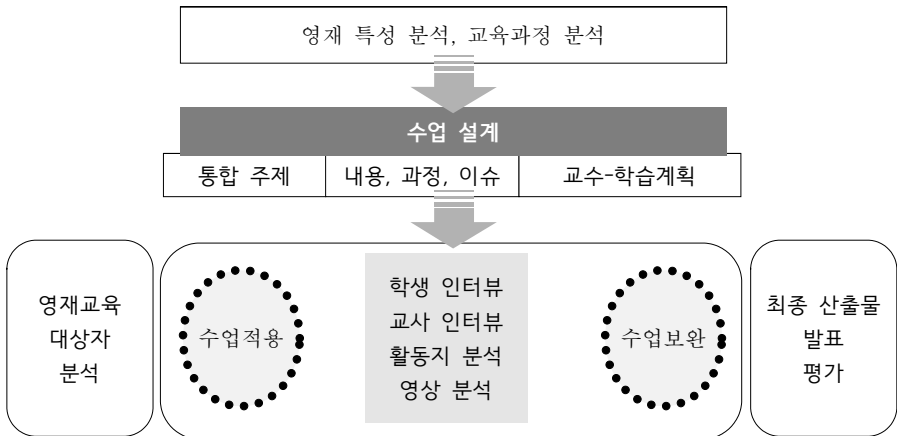 영재 특성 분석, 교육과정 분석
수업 설계
통합 주제
내용, 과정, 이슈
교수-학습계획
영재교육
대상자
분석
수업적용
학생 인터뷰
교사 인터뷰
활동지 분석
영상 분석
수업보완
최종 산출물
발표
평가